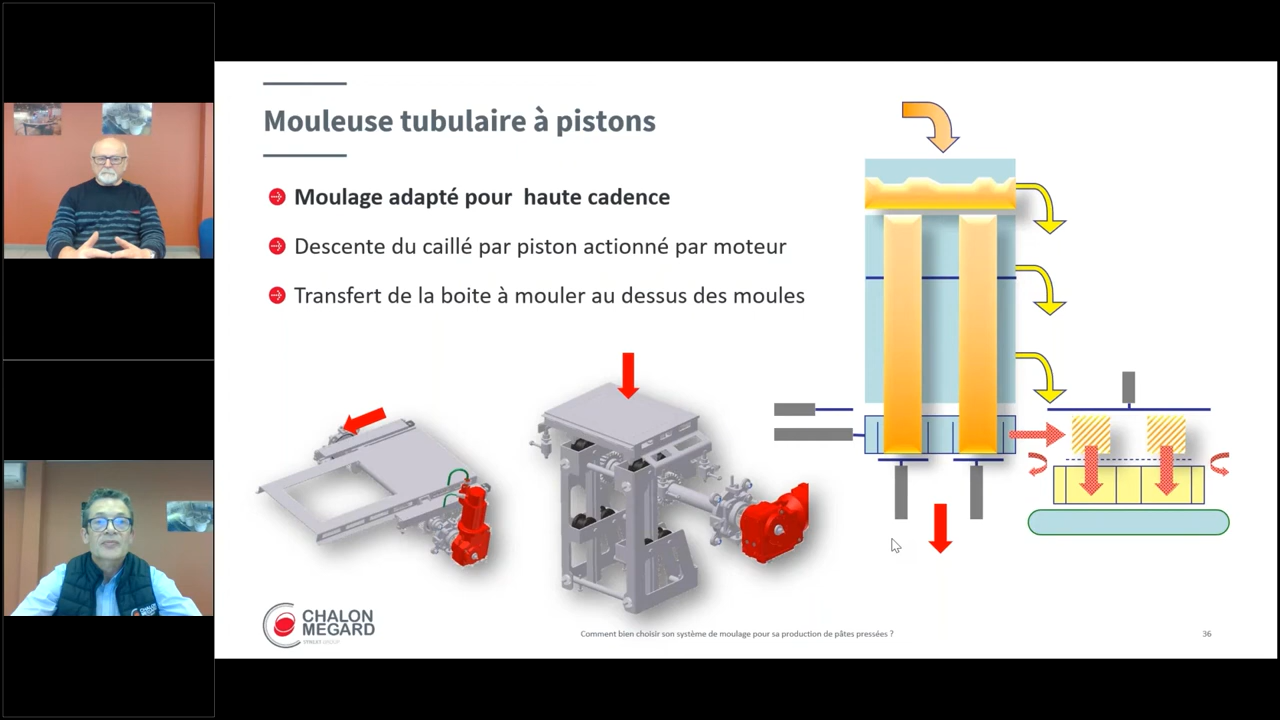 Mouleuse tubulaire à pistons
Moulage adapté pour haute cadence
Descente du caillé par piston actionné par moteur
Transfert de la boite à mouler au dessus des moules
CHALON
MEGARD
Comment bien choisir son système de moulage pour sa production de pâtes pressées ?
36
CHALON
MEGARD